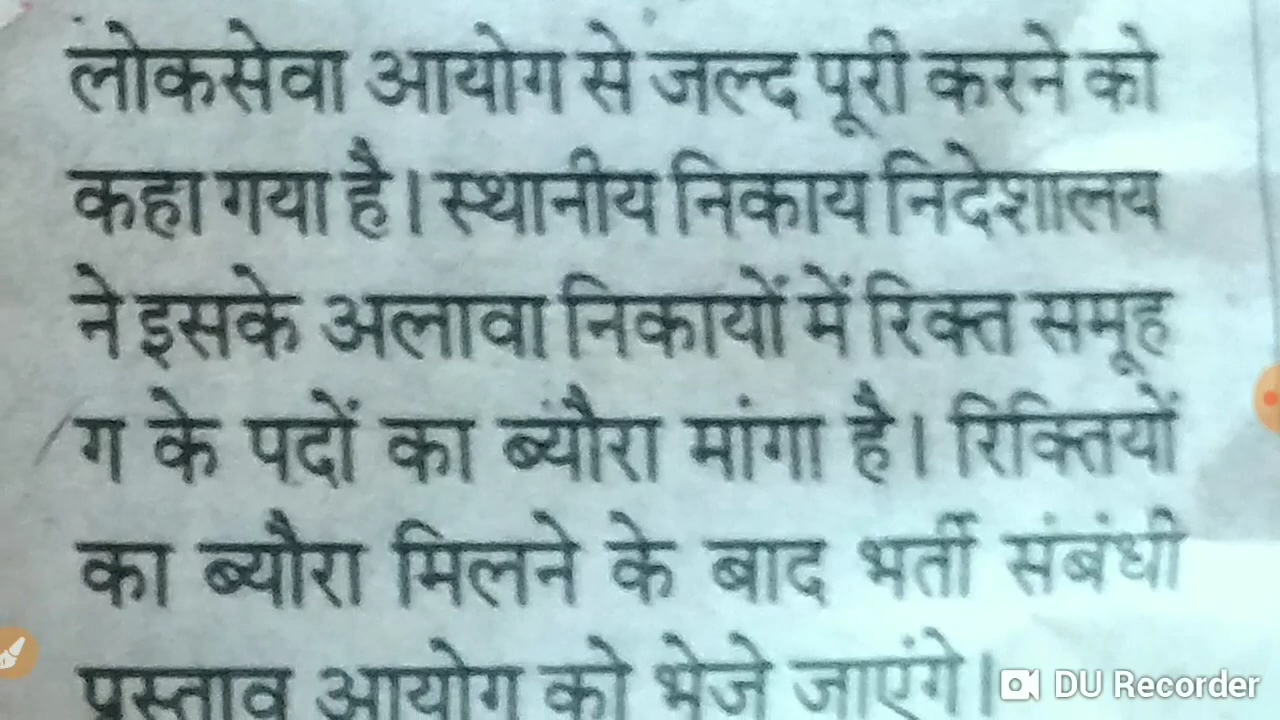 लोकसेवा आयोग से जल्द पूरी करने को
कहा गया है। स्थानीय निकाय निदेशालय
ने इसके अलावा निकायों में रिक्त समूह
ग के पदों का ब्यौरा मांगा है। रिक्तियों
का ब्यौरा मिलने के बाद भर्ती संबंधी
प्रस्ताव आयोग को भेजे जाएंगे।
DU Recorder